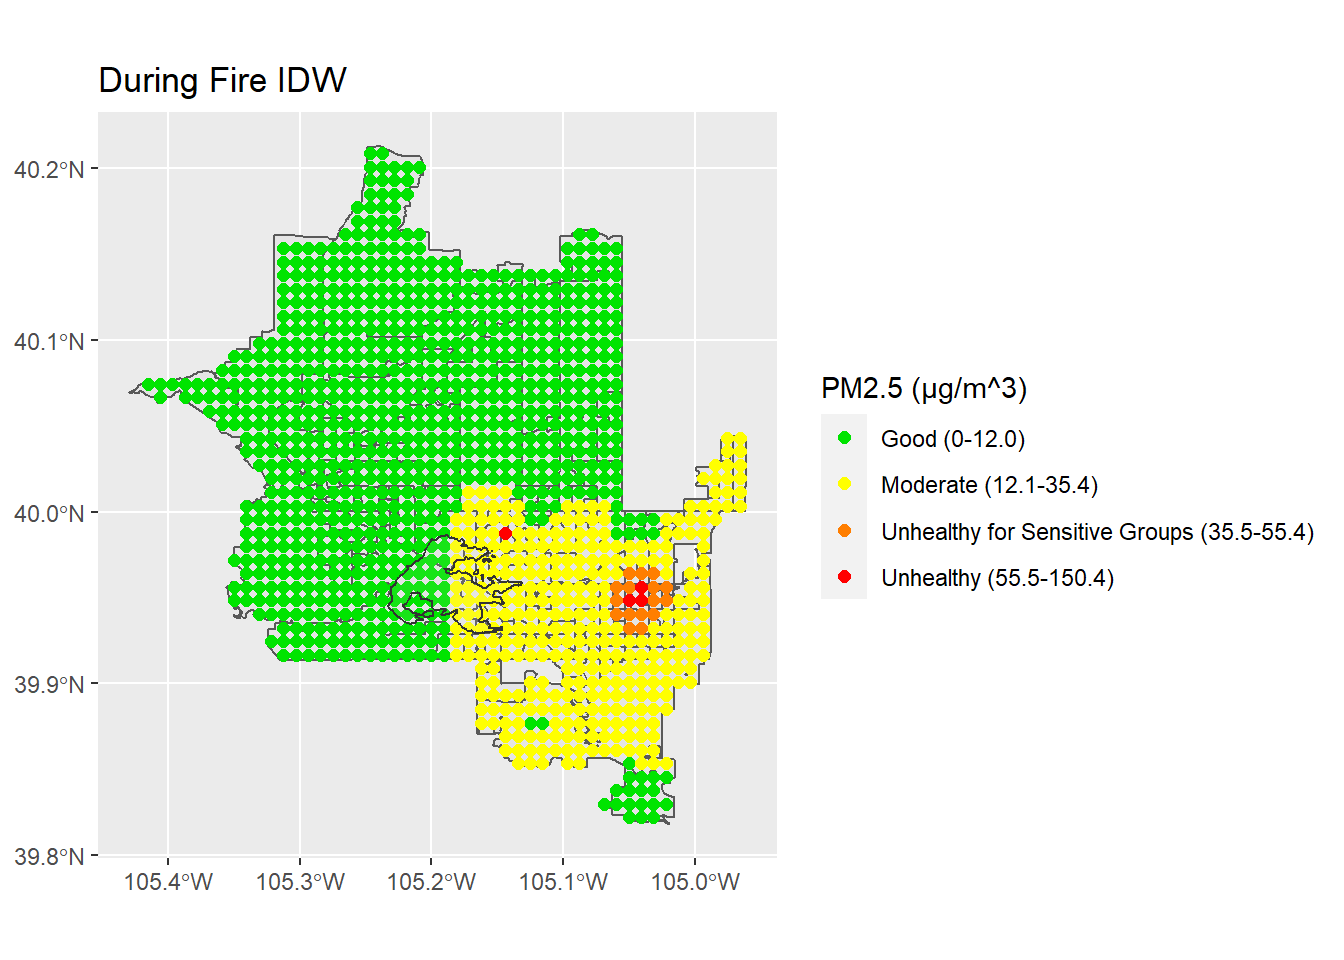 During Fire IDW
40.2°N
40.1°N
40.0°N
39.9°N
39.8°N
105.4°W
105.3°W
105.2°W
105.1°W
105.0°W
PM2.5 (µg/m^3)
Good (0-12.0)
Moderate (12.1-35.4)
Unhealthy for Sensitive Groups (35.5-55.4)
Unhealthy (55.5-150.4)